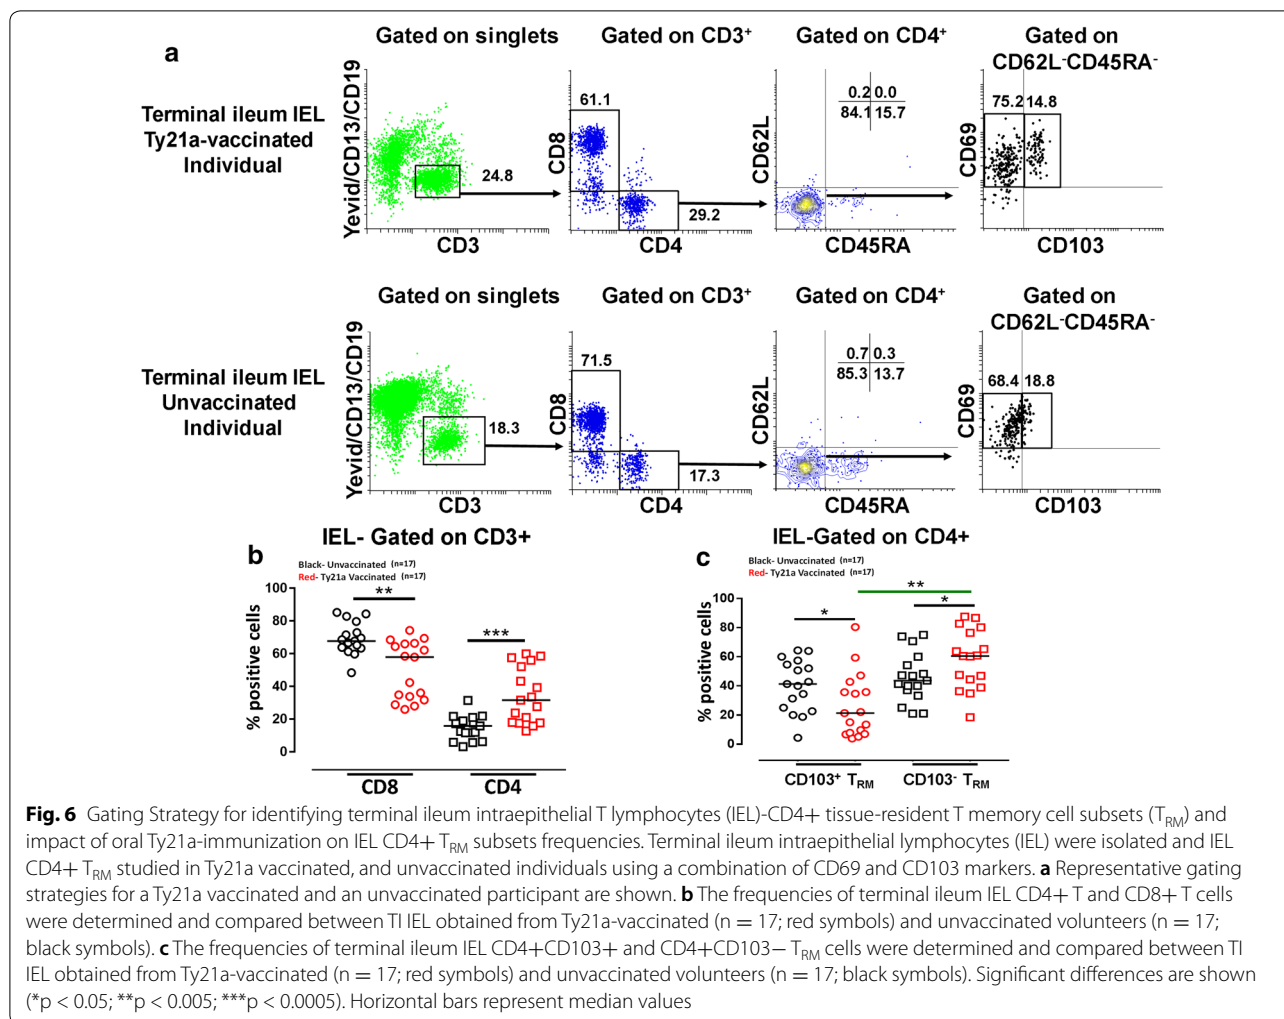 a
Gated on singlets
Gated on CD3⁺
Gated on CD4⁺
Gated on
CD62L⁻CD45RA⁻
Terminal ileum IEL
Ty21a-vaccinated
Individual
Yevid/CD13/CD19
24.8
CD3
CD8
61.1
29.2
CD4
CD62L
0.2 0.0
84.1 15.7
CD45RA
CD69
75.2 14.8
CD103
Gated on singlets
Gated on CD3⁺
Gated on CD4⁺
Gated on
CD62L⁻CD45RA⁻
Terminal ileum IEL
Unvaccinated
Individual
Yevid/CD13/CD19
18.3
CD3
CD8
71.5
17.3
CD4
CD62L
0.7 0.3
85.3 13.7
CD45RA
CD69
68.4 18.8
CD103
b
IEL- Gated on CD3+
Black- Unvaccinated (n=17)
Red- Ty21a Vaccinated (n=17)
% positive cells
100
80
60
40
20
0
**
***
CD8
CD4
c
IEL-Gated on CD4+
Black- Unvaccinated (n=17)
Red- Ty21a Vaccinated (n=17)
% positive cells
100
80
60
40
20
0
*
**
*
CD103⁺ TRM
CD103⁻ TRM
Fig. 6 Gating Strategy for identifying terminal ileum intraepithelial T lymphocytes (IEL)-CD4+ tissue-resident T memory cell subsets (TRM) and
impact of oral Ty21a-immunization on IEL CD4+ TRM subsets frequencies. Terminal ileum intraepithelial lymphocytes (IEL) were isolated and IEL
CD4+ TRM studied in Ty21a vaccinated, and unvaccinated individuals using a combination of CD69 and CD103 markers. a Representative gating
strategies for a Ty21a vaccinated and an unvaccinated participant are shown. b The frequencies of terminal ileum IEL CD4+ T and CD8+ T cells
were determined and compared between TI IEL obtained from Ty21a-vaccinated (n = 17; red symbols) and unvaccinated volunteers (n = 17;
black symbols). c The frequencies of terminal ileum IEL CD4+CD103+ and CD4+CD103− TRM cells were determined and compared between TI
IEL obtained from Ty21a-vaccinated (n = 17; red symbols) and unvaccinated volunteers (n = 17; black symbols). Significant differences are shown
(*p < 0.05; **p < 0.005; ***p < 0.0005). Horizontal bars represent median values